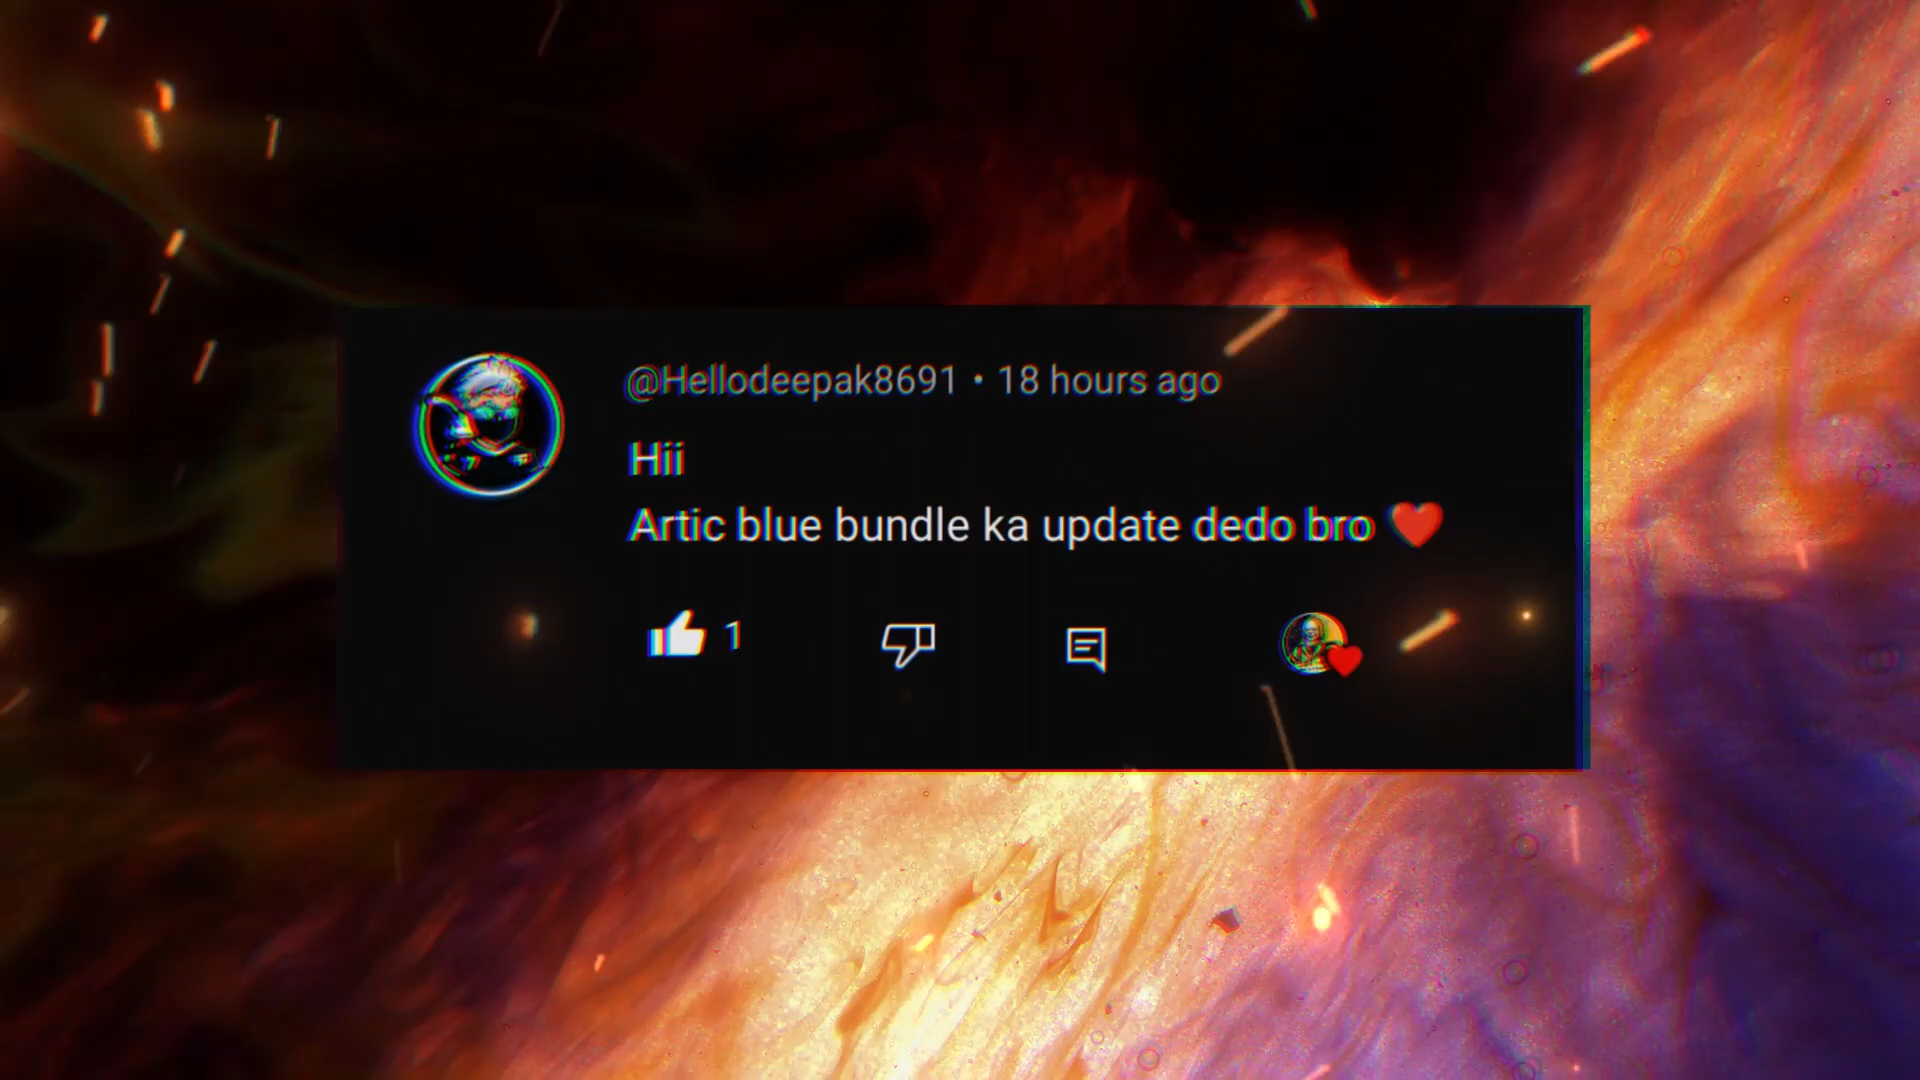 @Hellodeepak8691 • 18 hours ago
Hii
Artic blue bundle ka update dedo bro ❤️
1